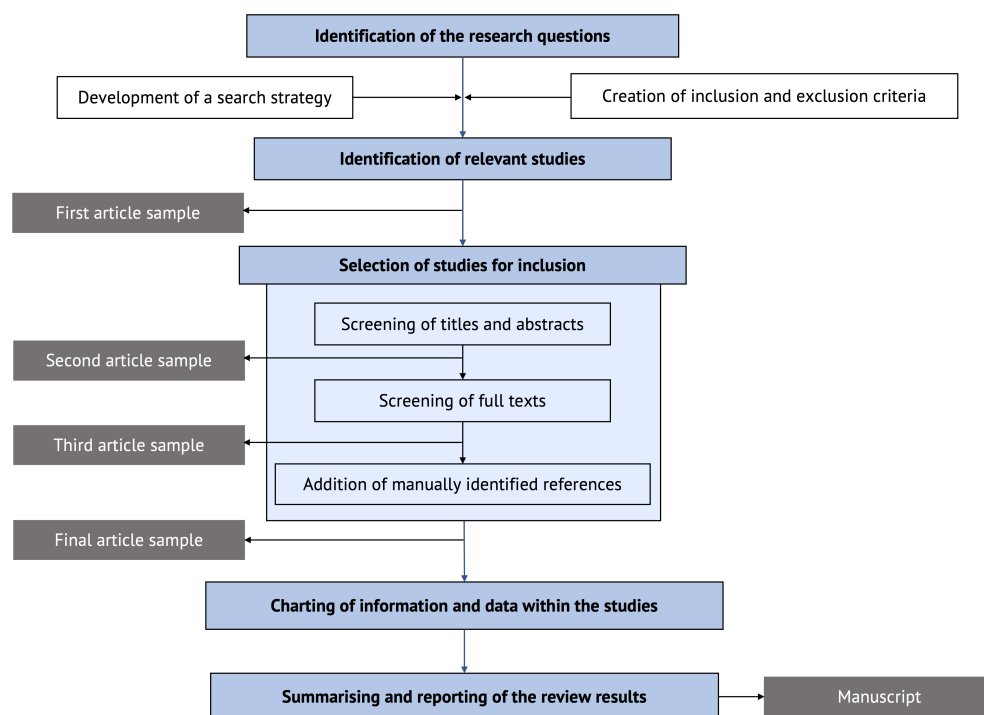 Identification of the research questions
Development of a search strategy
Creation of inclusion and exclusion criteria
Identification of relevant studies
First article sample
Selection of studies for inclusion
Screening of titles and abstracts
Second article sample
Screening of full texts
Third article sample
Addition of manually identified references
Final article sample
Charting of information and data within the studies
Summarising and reporting of the review results
Manuscript